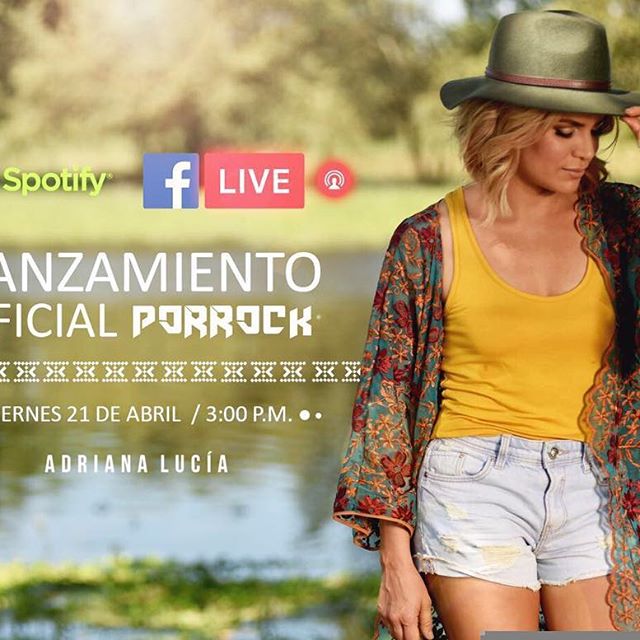 Spotify®
f LIVE
ANZAMIENTO
FICIAL PORROCK®
ERNES 21 DE ABRIL / 3:00 P.M.
ADRIANA LUCÍA